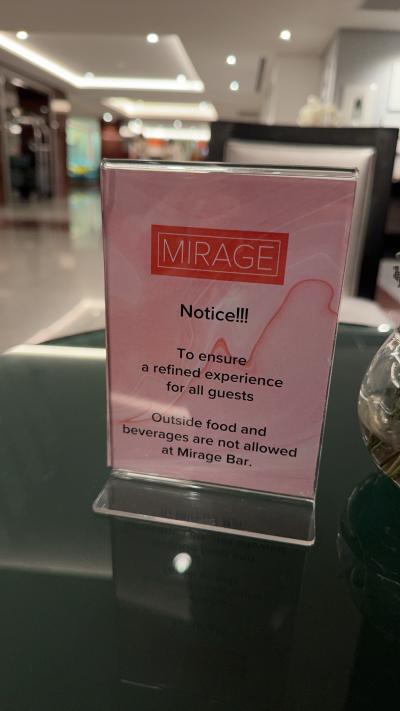 MIRAGE
Notice!!!
To ensure
a refined experience
for all guests
Outside food and
beverages are not allowed
at Mirage Bar.